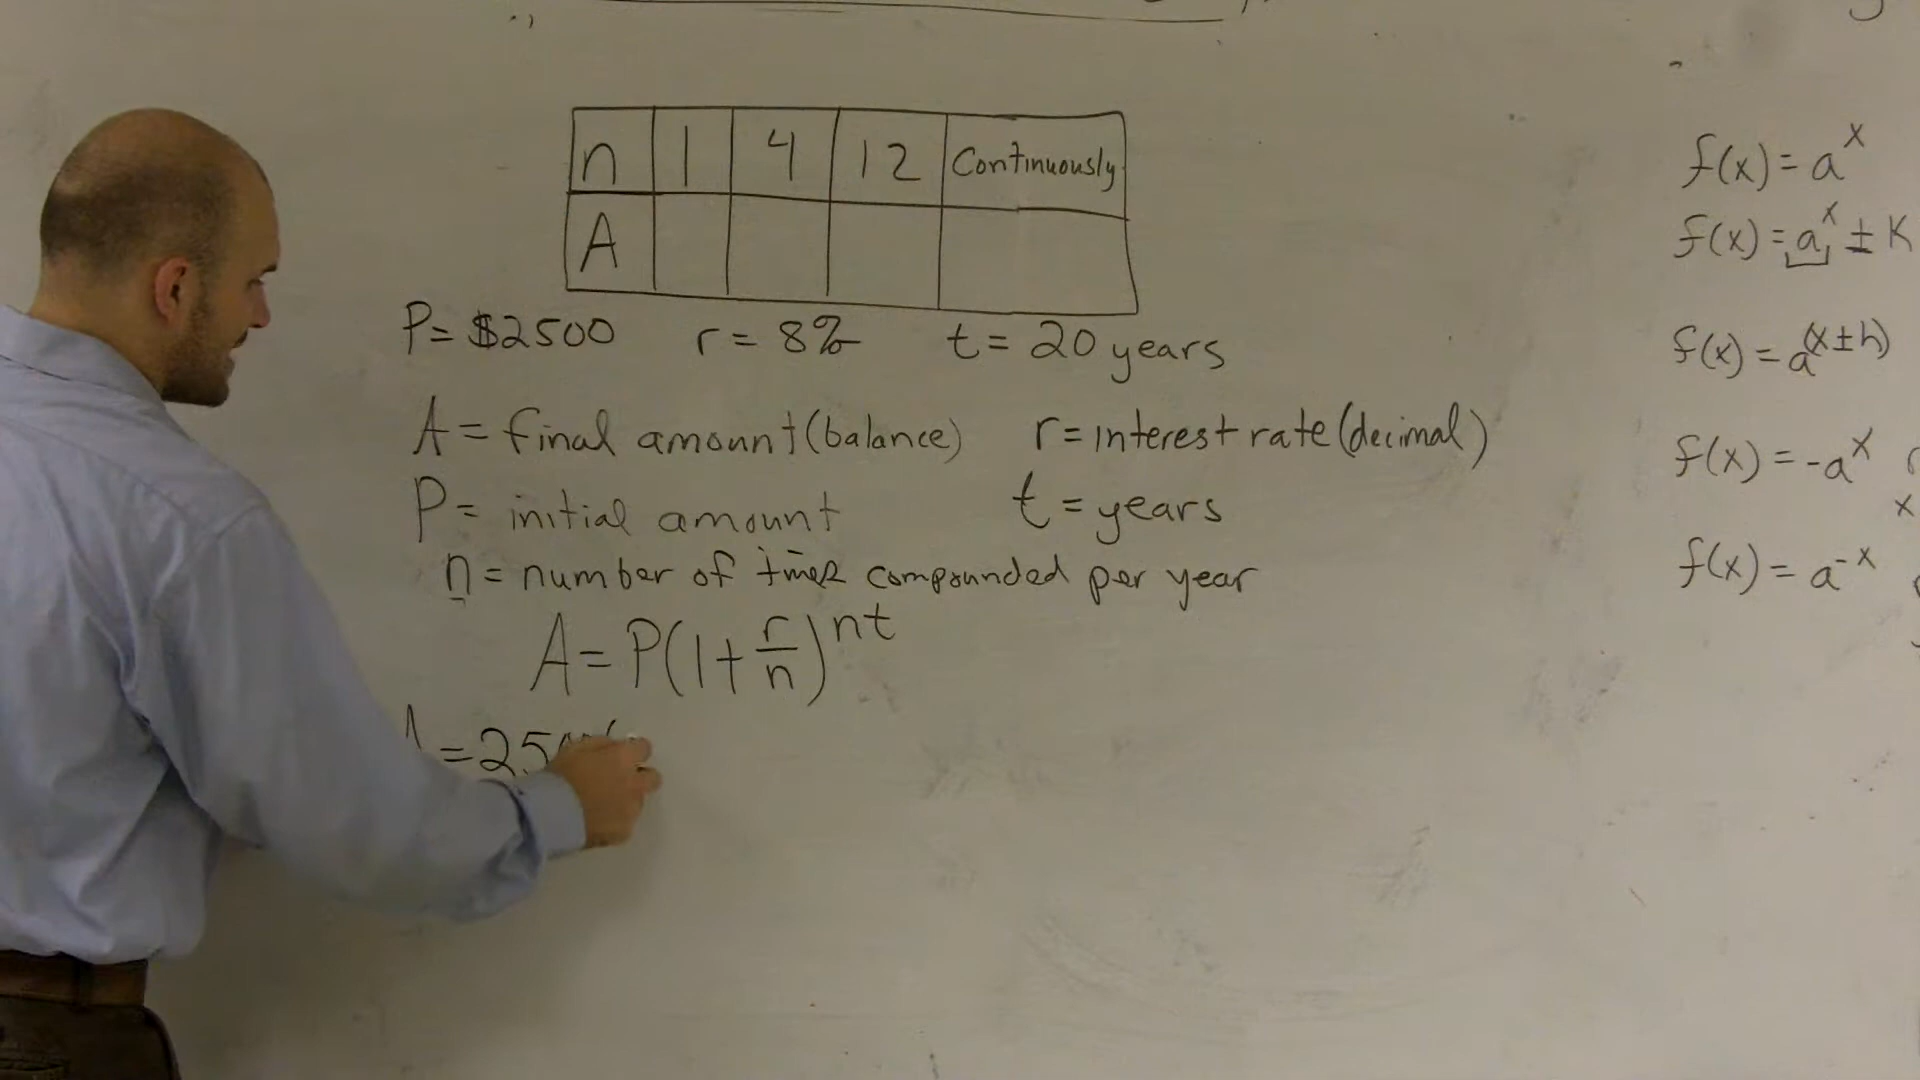 n 1 4 12 Continuously
A
P = $2500 r = 8% t = 20 years
A = final amount (balance) r = interest rate (decimal)
P = initial amount t = years
n = number of times compounded per year
A = P(1 + r/n)^nt
= 25
f(x) = a^x
f(x) = a^x ± K
f(x) = a^(x±h)
f(x) = -a^x
x
f(x) = a^-x